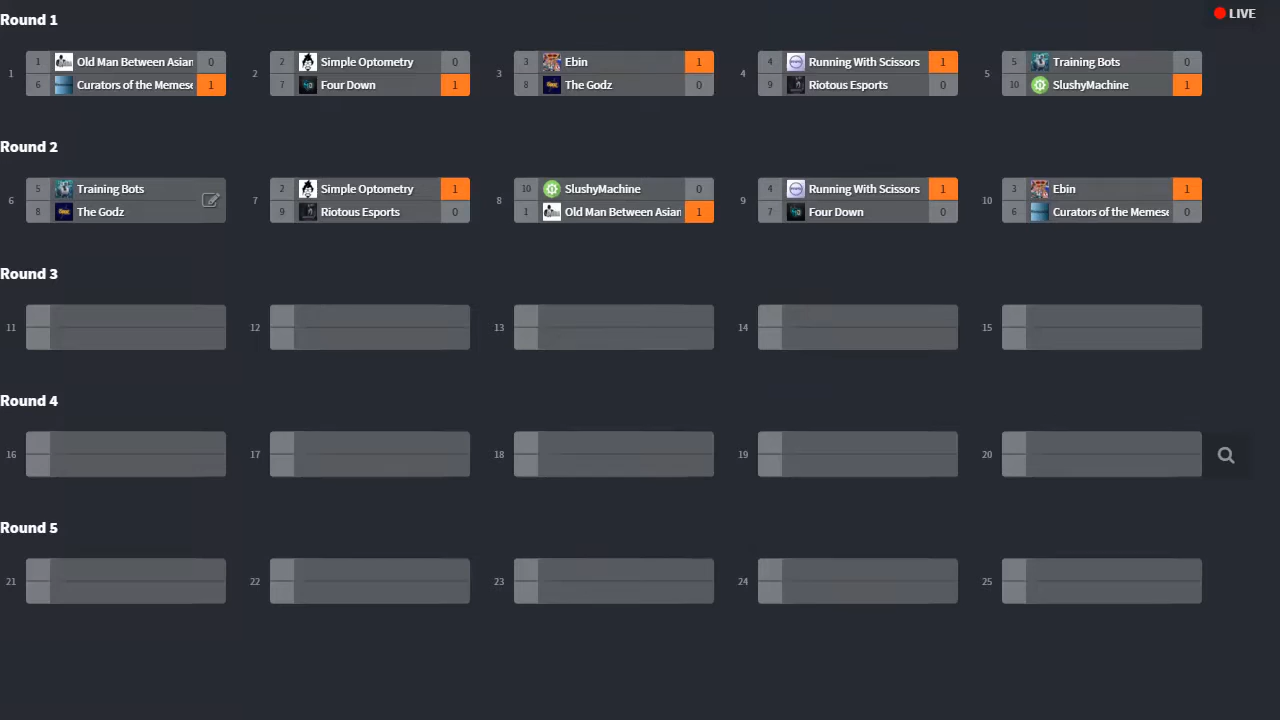 LIVE
Round 1
1
1 Old Man Between Asian 0
6 Curators of the Memese 1
2
2 Simple Optometry 0
7 Four Down 1
3
3 Ebin 1
8 The Godz 0
4
4 Running With Scissors 1
9 Riotous Esports 0
5
5 Training Bots 0
10 SlushyMachine 1
Round 2
6
5 Training Bots
8 The Godz
7
2 Simple Optometry 1
9 Riotous Esports 0
8
10 SlushyMachine 0
1 Old Man Between Asian 1
9
4 Running With Scissors 1
7 Four Down 0
10
3 Ebin 1
6 Curators of the Memese 0
Round 3
11
12
13
14
15
Round 4
16
17
18
19
20
Round 5
21
22
23
24
25